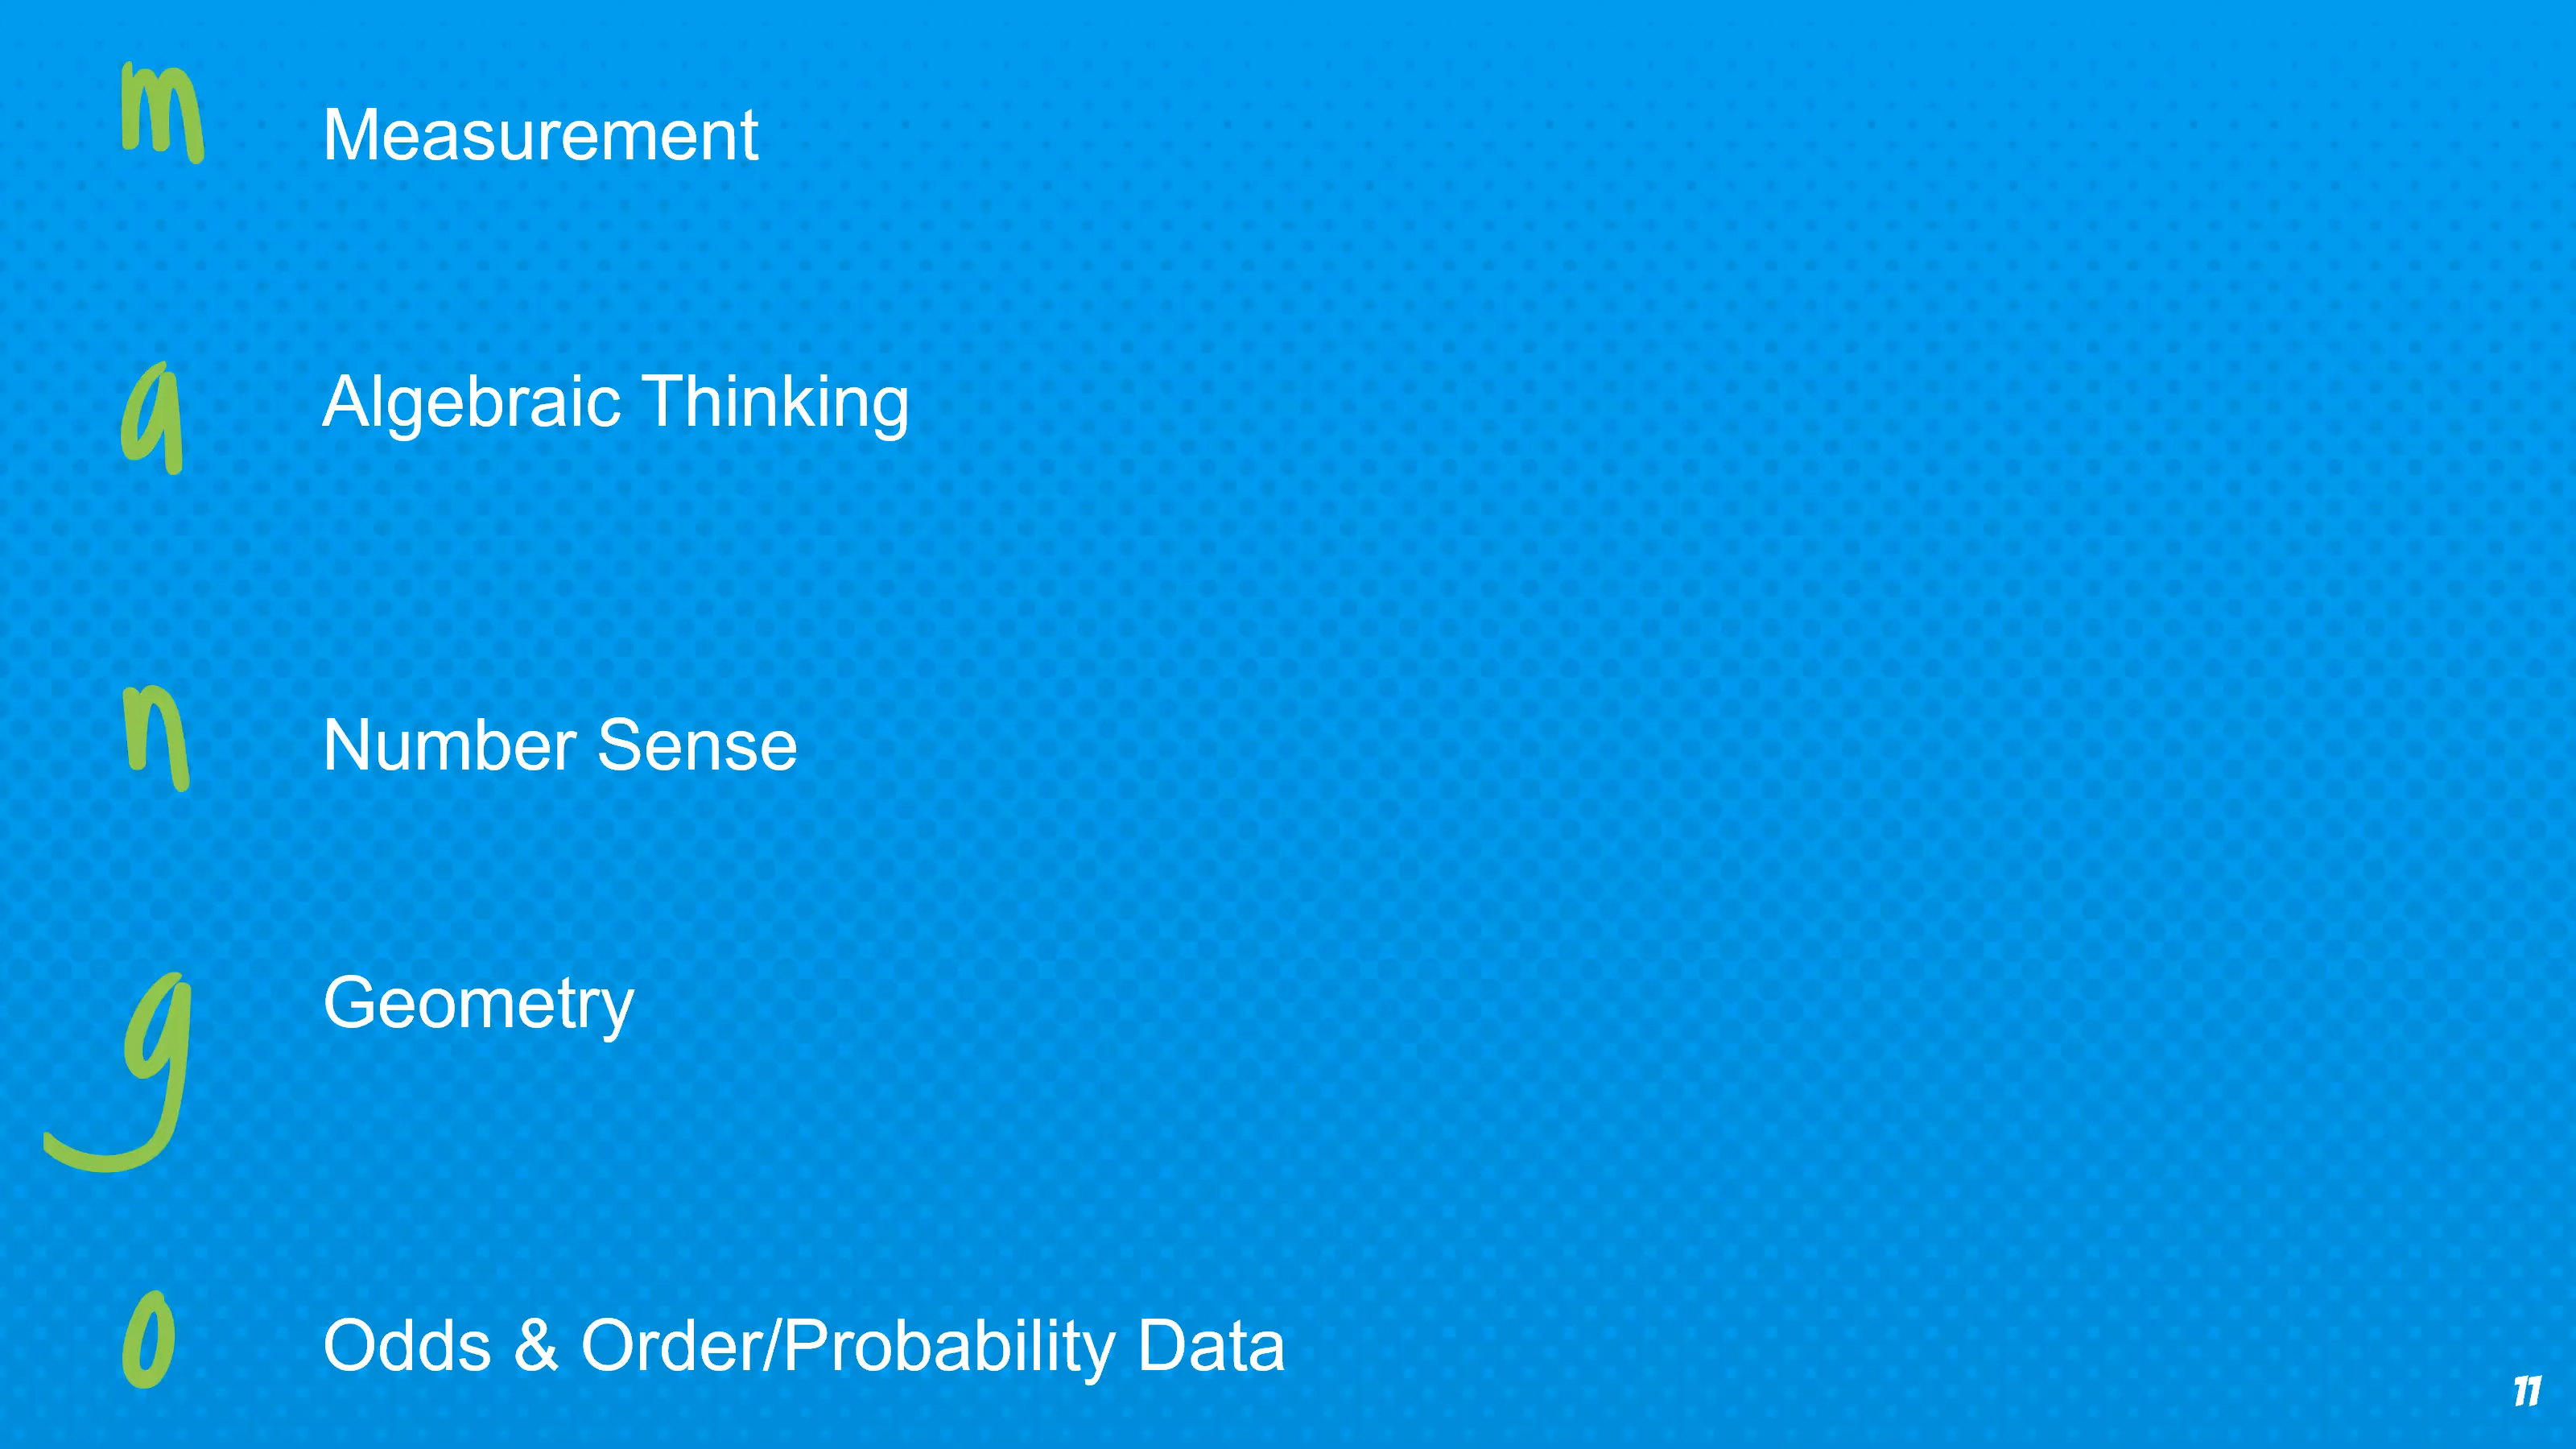 m
Measurement
a
Algebraic Thinking
n
Number Sense
g
Geometry
o
Odds & Order/Probability Data
11